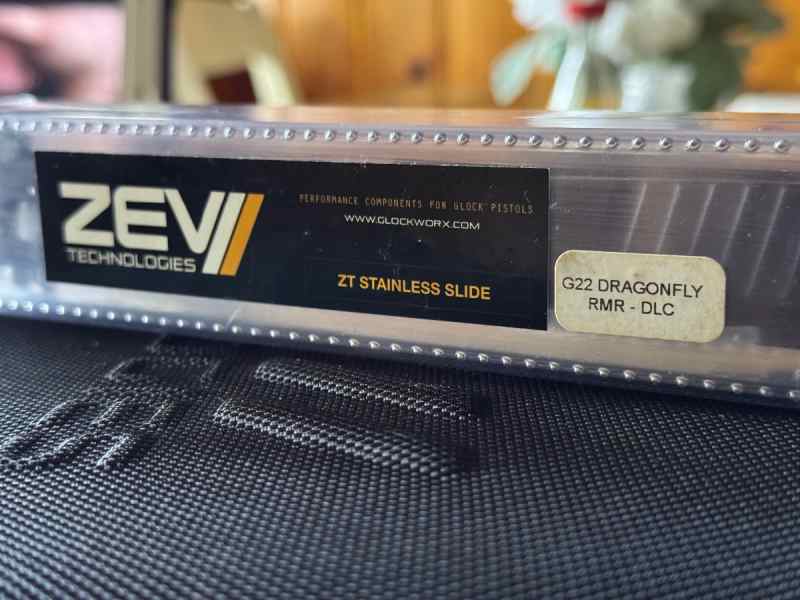 ZEV
TECHNOLOGIES
PERFORMANCE COMPONENTS FOR GLOCK PISTOLS
WWW.GLOCKWORX.COM
ZT STAINLESS SLIDE
G22 DRAGONFLY
RMR - DLC